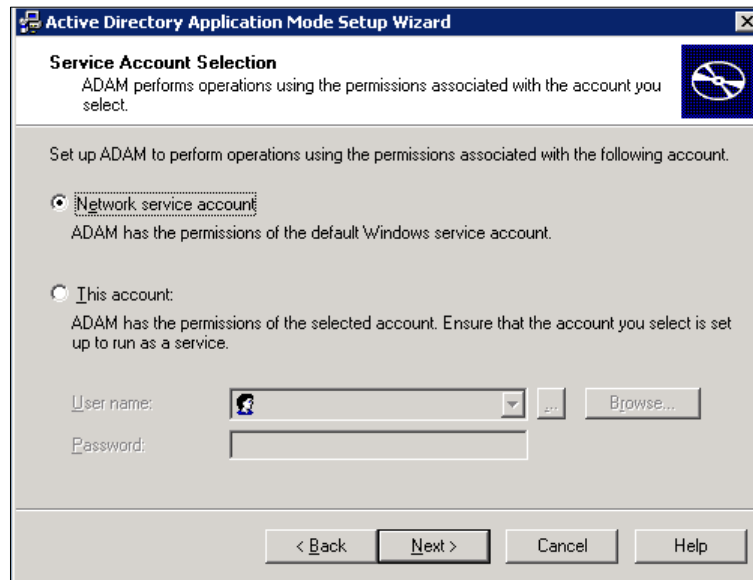 Active Directory Application Mode Setup Wizard
Service Account Selection
ADAM performs operations using the permissions associated with the account you
select.
Set up ADAM to perform operations using the permissions associated with the following account.
Network service account
ADAM has the permissions of the default Windows service account.
This account:
ADAM has the permissions of the selected account. Ensure that the account you select is set
up to run as a service.
User name:
... Browse...
Password:
< Back Next > Cancel Help